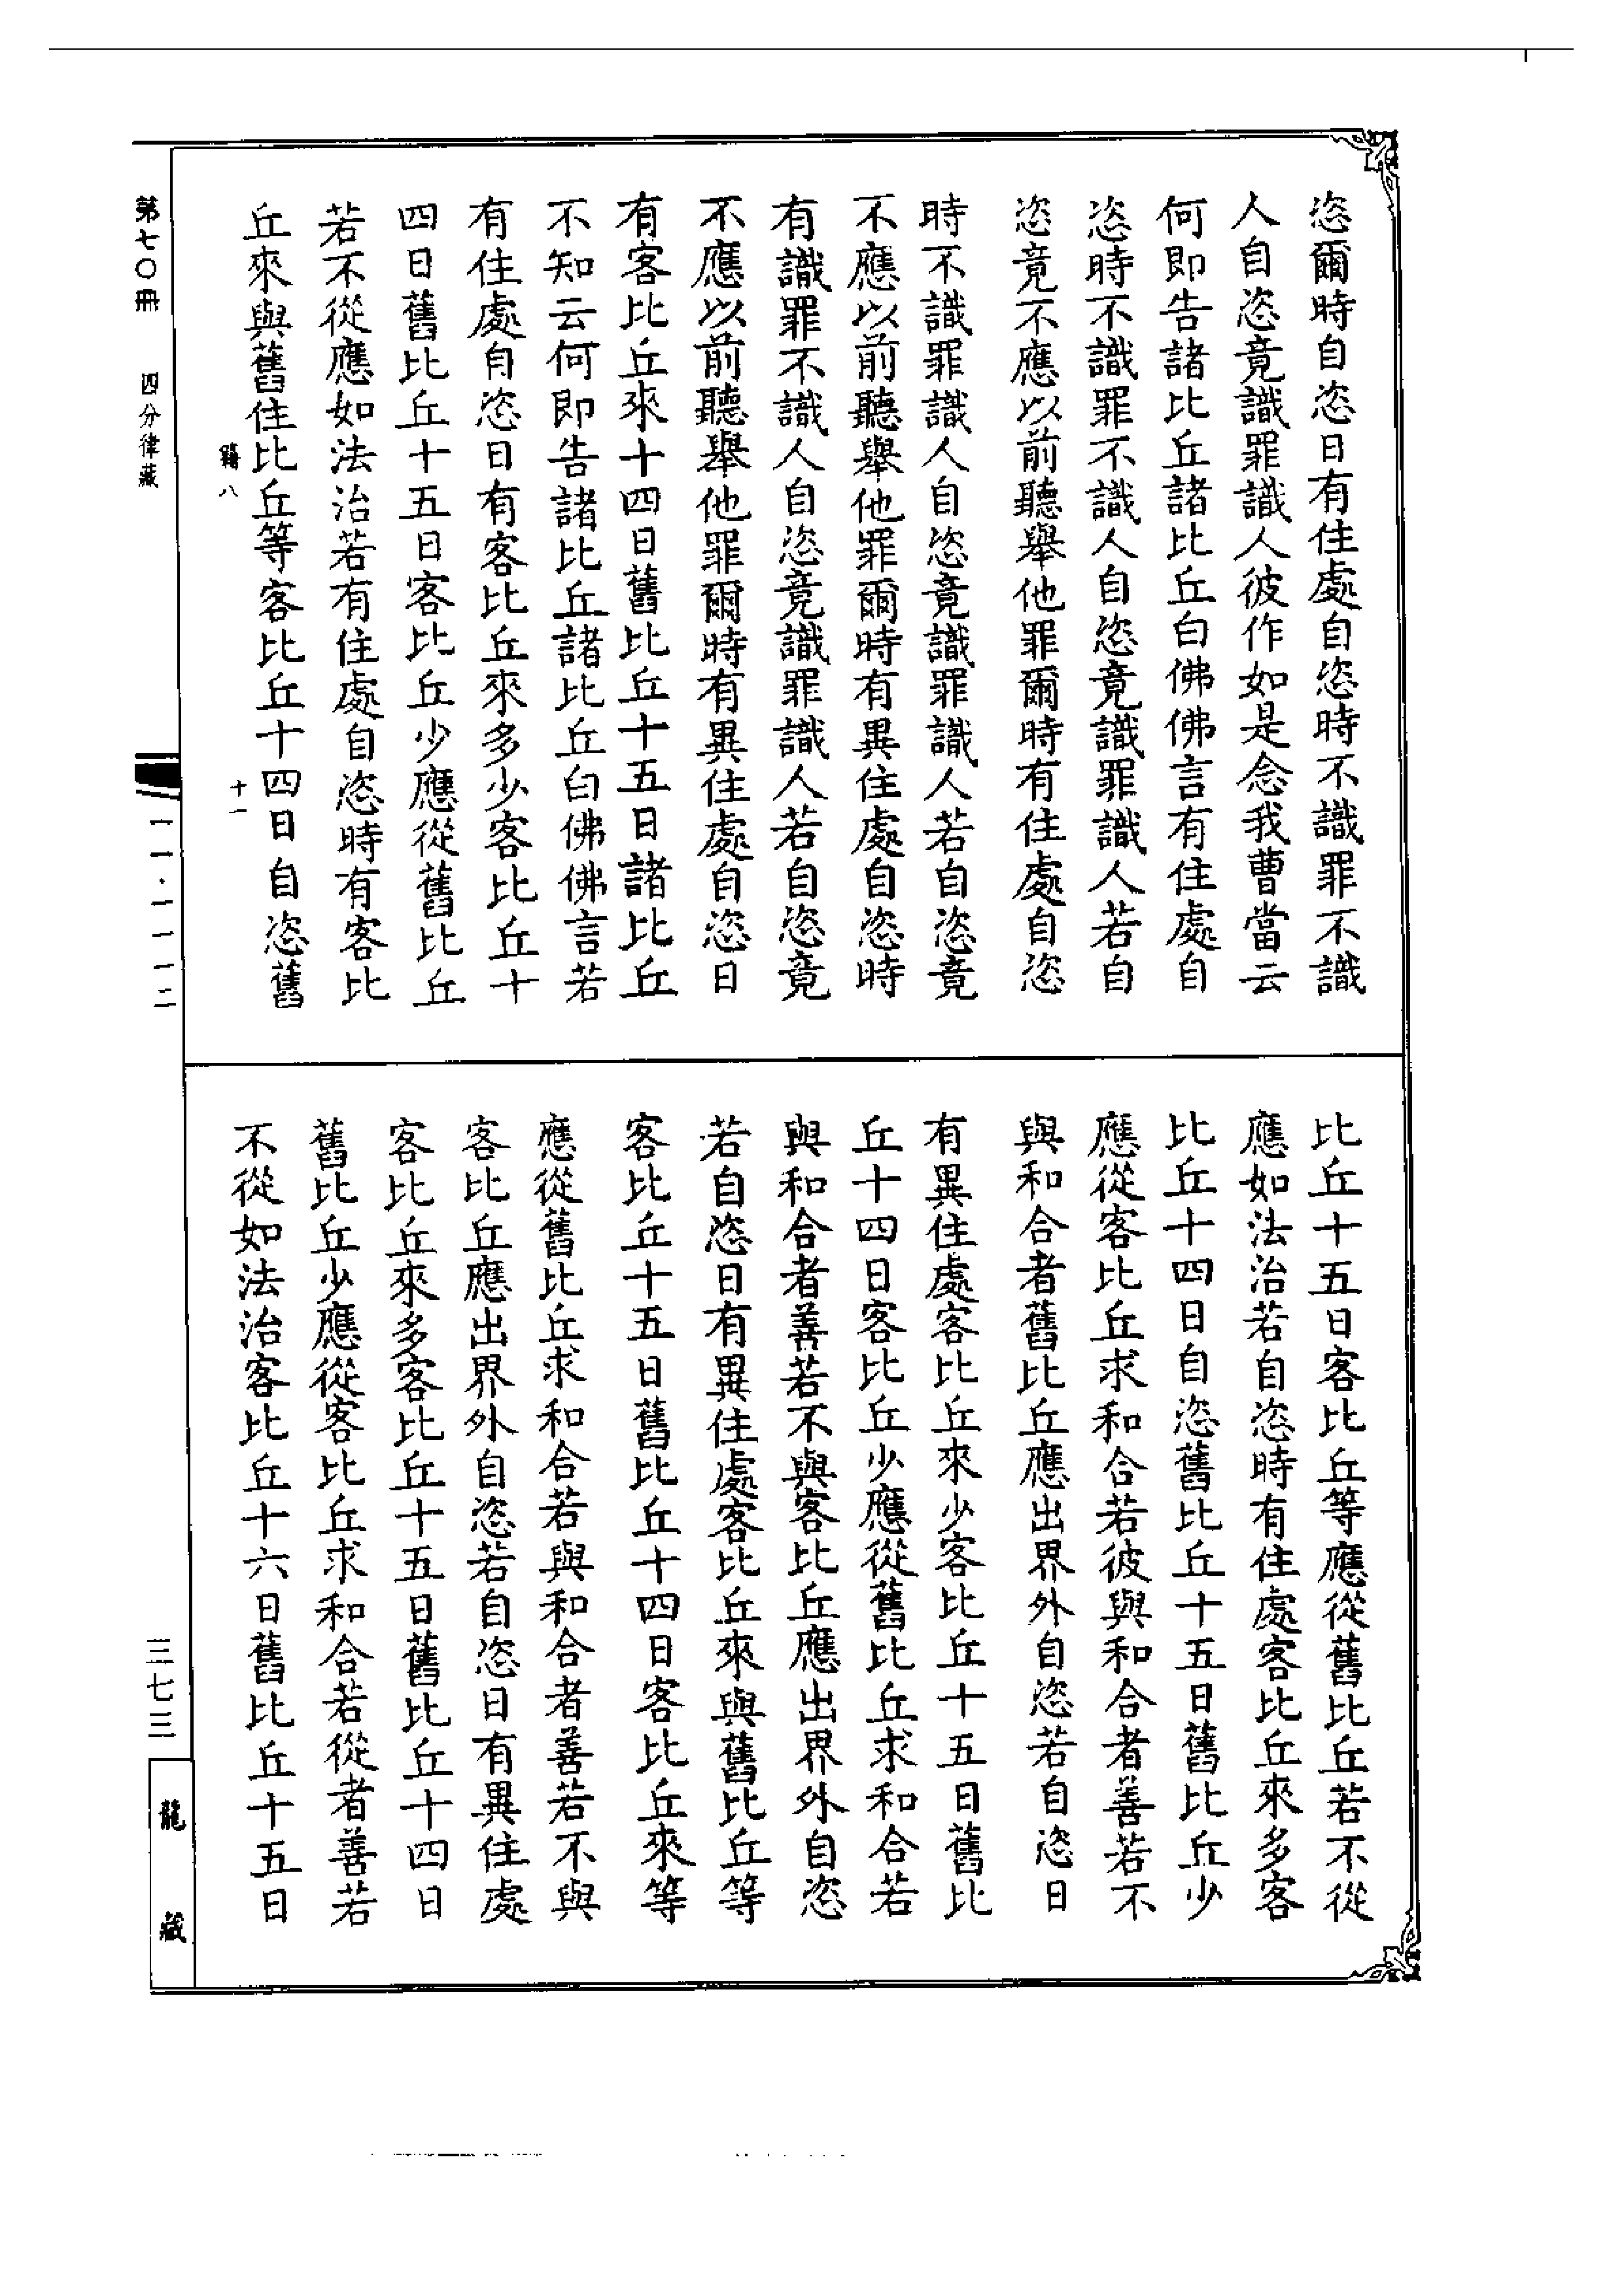 恣爾時自恣日有住處自恣時不識罪不識
人自恣竟識罪識人彼作如是念我曹當云
何即告諸比丘諸比丘白佛佛言有住處自
恣時不識罪不識人自恣竟識罪識人若自
恣竟不應以前聽舉他罪爾時有住處自恣
時不識罪識人自恣竟識罪識人若自恣竟
不應以前聽舉他罪爾時有異住處自恣時
有識罪不識人自恣竟識罪識人若自恣竟
不應以前聽舉他罪爾時有異住處自恣日
有客比丘來十四日舊比丘十五日諸比丘
不知云何即告諸比丘諸比丘白佛佛言若
有住處自恣日有客比丘來多少客比丘十
四日舊比丘十五日客比丘少應從舊比丘
若不從應如法治若有住處自恣時有客比
丘來與舊住比丘等客比丘十四日自恣舊
籍八 十一
比丘十五日客比丘等應從舊比丘若不從
應如法治若自恣時有住處客比丘來多客
比丘十四日自恣舊比丘十五日舊比丘少
應從客比丘求和合若彼與和合者善若不
與和合者舊比丘應出界外自恣若自恣日
有異住處客比丘來少客比丘十五日舊比
丘十四日客比丘少應從舊比丘求和合若
與和合者善若不與客比丘應出界外自恣
若自恣日有異住處客比丘來與舊比丘等
客比丘十五日舊比丘十四日客比丘來等
應從舊比丘求和合若與和合者善若不與
客比丘應出界外自恣若自恣日有異住處
客比丘來多客比丘十五日舊比丘十四日
舊比丘少應從客比丘求和合若從者善若
不從如法治客比丘十六日舊比丘十五日
第七〇冊 四分律藏 一一·一一一二 三七三 龍藏